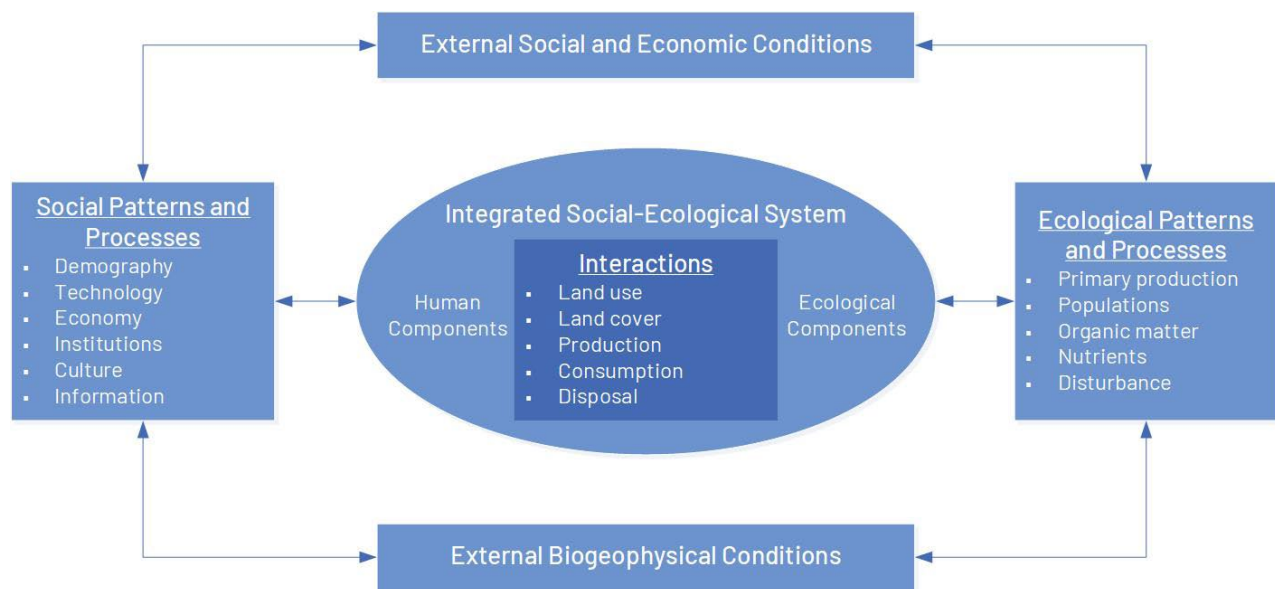 External Social and Economic Conditions
Social Patterns and
Processes
▪ Demography
▪ Technology
▪ Economy
▪ Institutions
▪ Culture
▪ Information
Integrated Social-Ecological System
Human
Components
Interactions
▪ Land use
▪ Land cover
▪ Production
▪ Consumption
▪ Disposal
Ecological
Components
Ecological Patterns
and Processes
▪ Primary production
▪ Populations
▪ Organic matter
▪ Nutrients
▪ Disturbance
External Biogeophysical Conditions